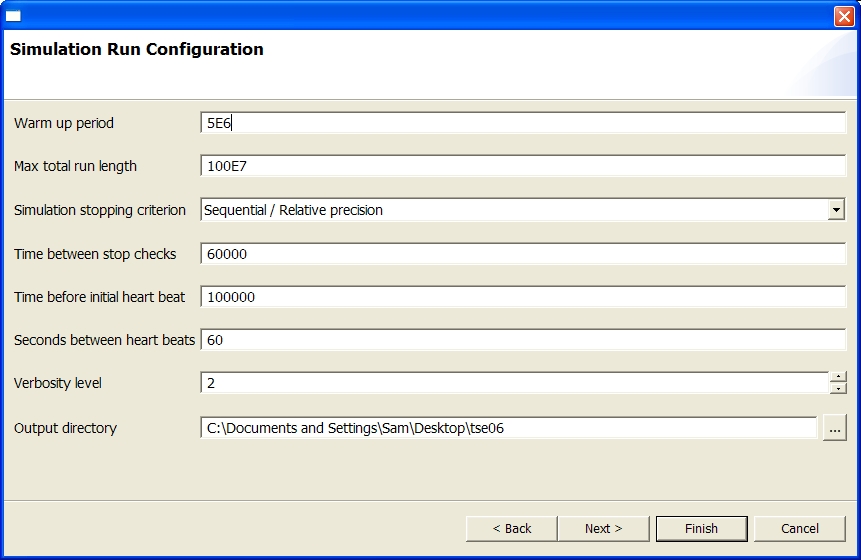 Simulation Run Configuration
Warm up period 5E6
Max total run length 100E7
Simulation stopping criterion Sequential / Relative precision
Time between stop checks 60000
Time before initial heart beat 100000
Seconds between heart beats 60
Verbosity level 2
Output directory C:\Documents and Settings\Sam\Desktop\tse06 ...
< Back Next > Finish Cancel